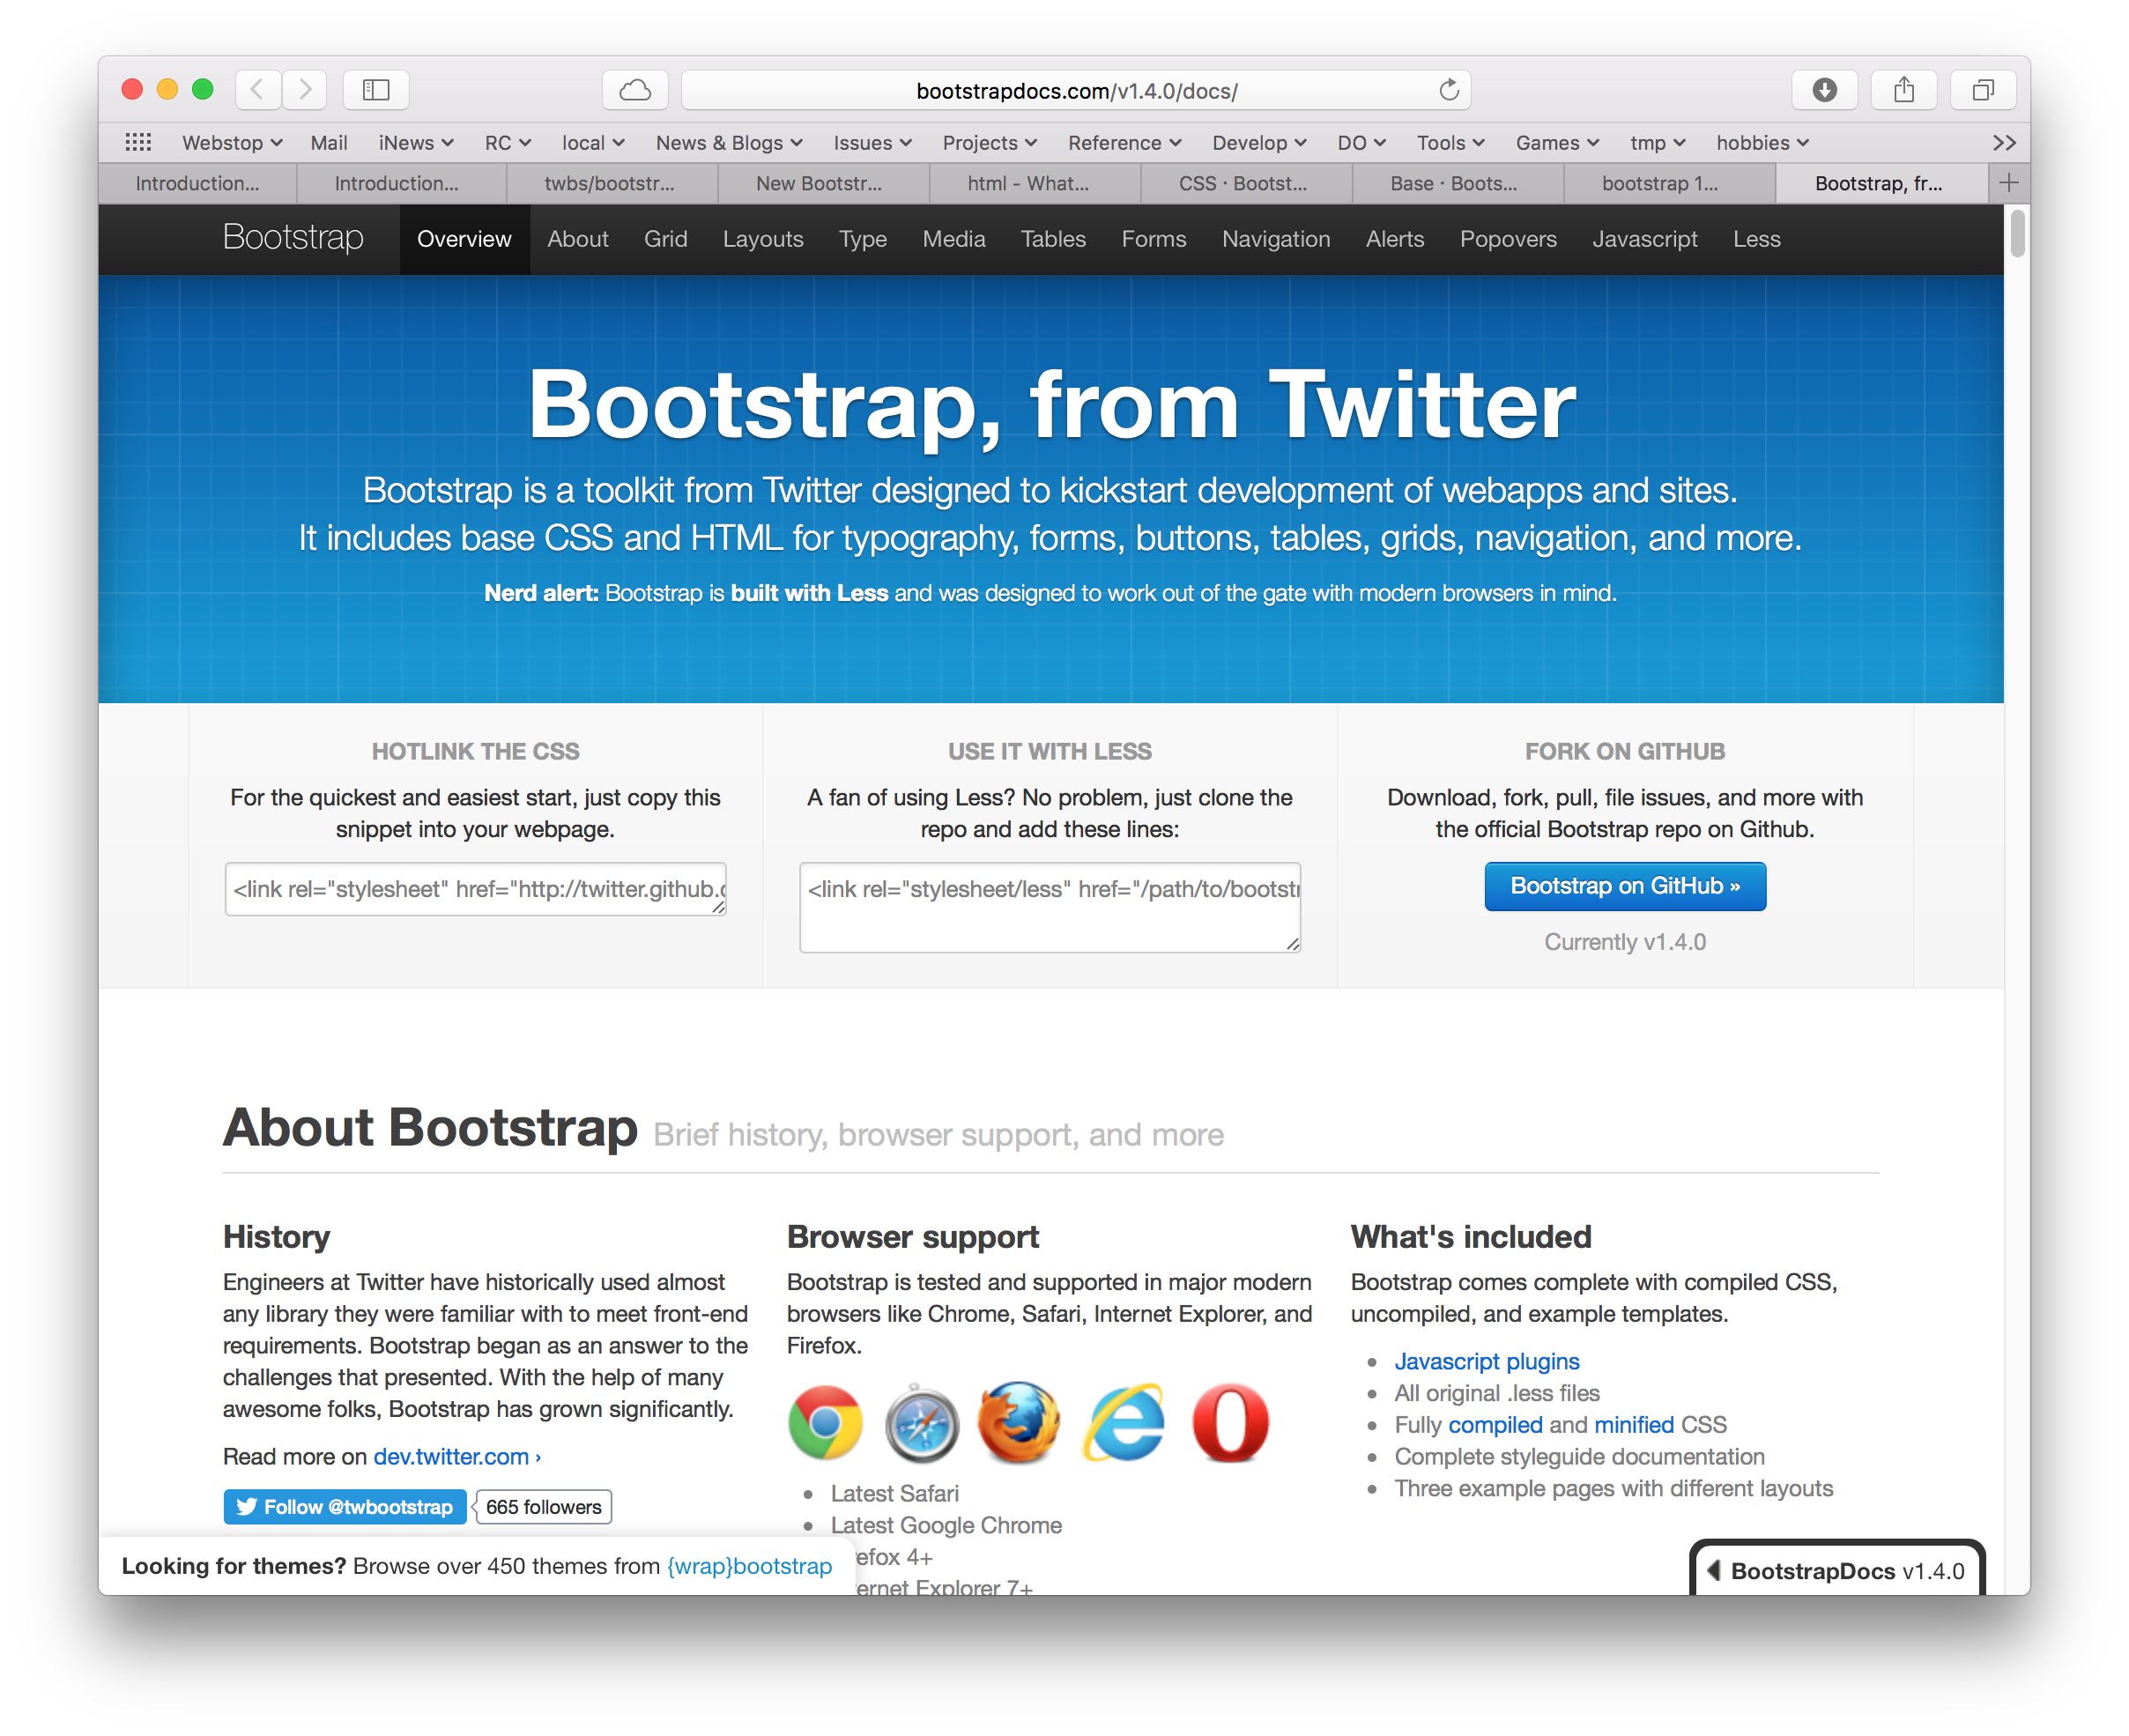 bootstrapdocs.com/v1.4.0/docs/
Webstop Mail iNews RC local News & Blogs Issues Projects Reference Develop DO Tools Games tmp hobbies
Introduction... Introduction... twbs/bootstr... New Bootstr... html - What... CSS · Bootst... Base · Boots... bootstrap 1... Bootstrap, fr...
Bootstrap Overview About Grid Layouts Type Media Tables Forms Navigation Alerts Popovers Javascript Less
Bootstrap, from Twitter
Bootstrap is a toolkit from Twitter designed to kickstart development of webapps and sites.
It includes base CSS and HTML for typography, forms, buttons, tables, grids, navigation, and more.
Nerd alert: Bootstrap is built with Less and was designed to work out of the gate with modern browsers in mind.
HOTLINK THE CSS
For the quickest and easiest start, just copy this
snippet into your webpage.
<link rel="stylesheet" href="http://twitter.github.c
USE IT WITH LESS
A fan of using Less? No problem, just clone the
repo and add these lines:
<link rel="stylesheet/less" href="/path/to/bootstr
FORK ON GITHUB
Download, fork, pull, file issues, and more with
the official Bootstrap repo on Github.
Bootstrap on GitHub »
Currently v1.4.0
About Bootstrap Brief history, browser support, and more
History
Engineers at Twitter have historically used almost
any library they were familiar with to meet front-end
requirements. Bootstrap began as an answer to the
challenges that presented. With the help of many
awesome folks, Bootstrap has grown significantly.
Read more on dev.twitter.com ›
Follow @twbootstrap 665 followers
Browser support
Bootstrap is tested and supported in major modern
browsers like Chrome, Safari, Internet Explorer, and
Firefox.
Latest Safari
Latest Google Chrome
efox 4+
ernet Explorer 7+
What's included
Bootstrap comes complete with compiled CSS,
uncompiled, and example templates.
Javascript plugins
All original .less files
Fully compiled and minified CSS
Complete styleguide documentation
Three example pages with different layouts
Looking for themes? Browse over 450 themes from {wrap}bootstrap
BootstrapDocs v1.4.0